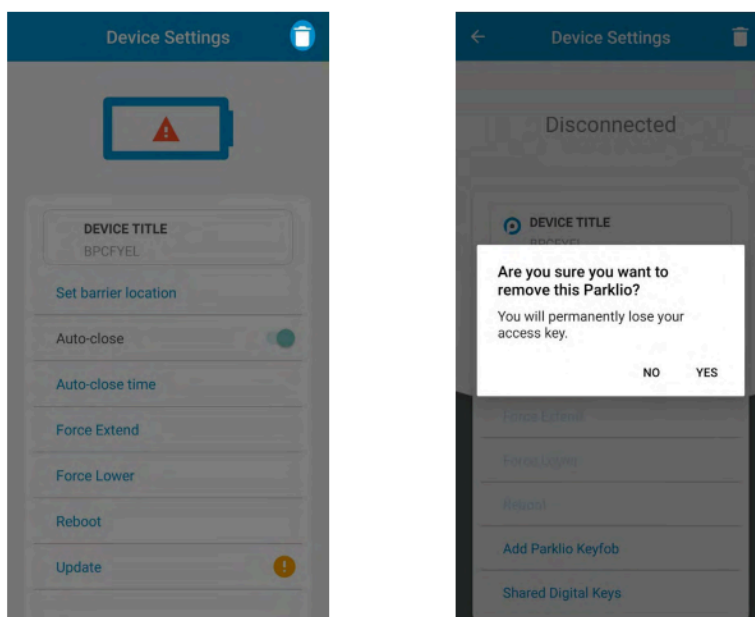 Device Settings
DEVICE TITLE
BPCFYEL
Set barrier location
Auto-close
Auto-close time
Force Extend
Force Lower
Reboot
Update
Device Settings
Disconnected
DEVICE TITLE
BPCFYEL
Are you sure you want to
remove this Parklio?
You will permanently lose your
access key.
NO YES
Force Extend
Force Lower
Reboot
Add Parklio Keyfob
Shared Digital Keys